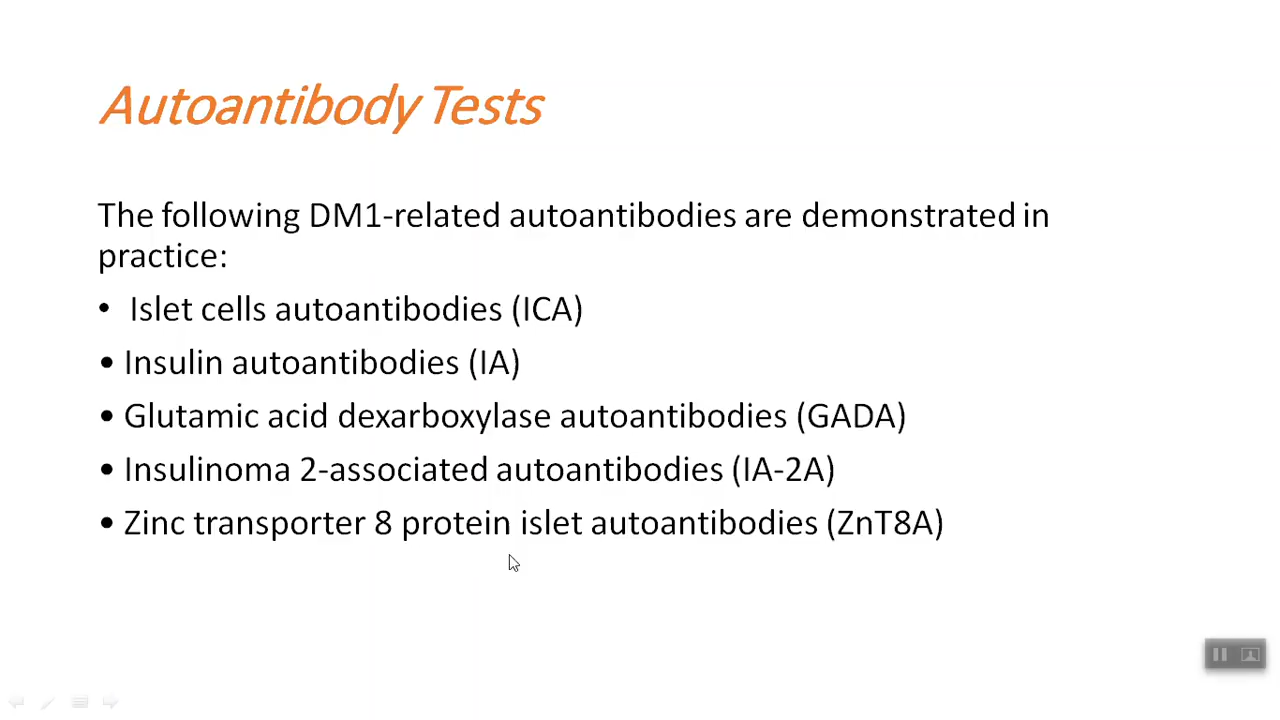 Autoantibody Tests
The following DM1-related autoantibodies are demonstrated in
practice:
• Islet cells autoantibodies (ICA)
• Insulin autoantibodies (IA)
• Glutamic acid dexarboxylase autoantibodies (GADA)
• Insulinoma 2-associated autoantibodies (IA-2A)
• Zinc transporter 8 protein islet autoantibodies (ZnT8A)